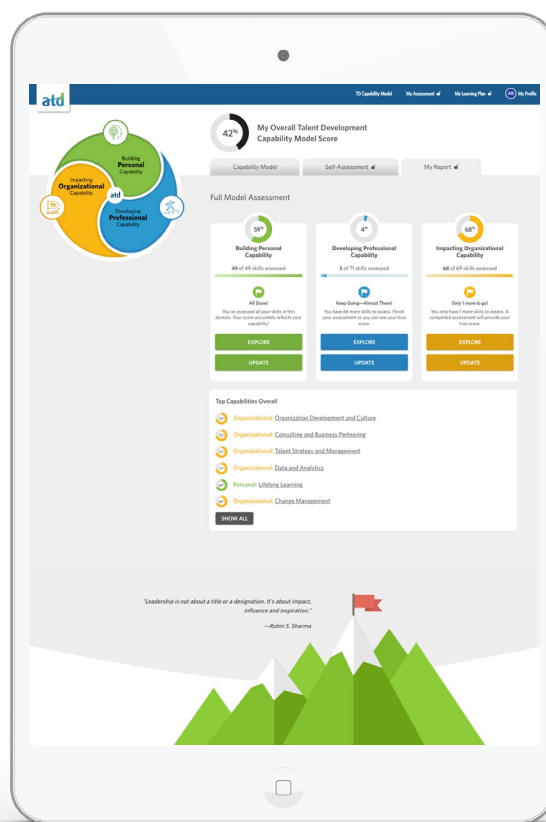 atd
TD Capability Model
My Assessment
My Learning Plan
AB
My Profile
Building
Personal
Capability
Impacting
Organizational
Capability
atd
Developing
Professional
Capability
42%
My Overall Talent Development
Capability Model Score
Capability Model
Self-Assessment
My Report
Full Model Assessment
59%
Building Personal
Capability
49 of 49 skills assessed
All Done!
You've assessed all your skills in this
domain. Your score accurately reflects your
capability!
EXPLORE
UPDATE
4%
Developing Professional
Capability
5 of 71 skills assessed
Keep Going—Almost There!
You have 66 more skills to assess. Finish
your assessment so you can see your true
score.
EXPLORE
UPDATE
68%
Impacting Organizational
Capability
68 of 69 skills assessed
Only 1 more to go!
You only have 1 more skills to assess. A
completed assessment will provide your
true score.
EXPLORE
UPDATE
Top Capabilities Overall
Organizational: Organization Development and Culture
Organizational: Consulting and Business Partnering
Organizational: Talent Strategy and Management
Organizational: Data and Analytics
Personal: Lifelong Learning
Organizational: Change Management
SHOW ALL
"Leadership is not about a title or a designation. It's about impact,
influence and inspiration."
—Robin S. Sharma